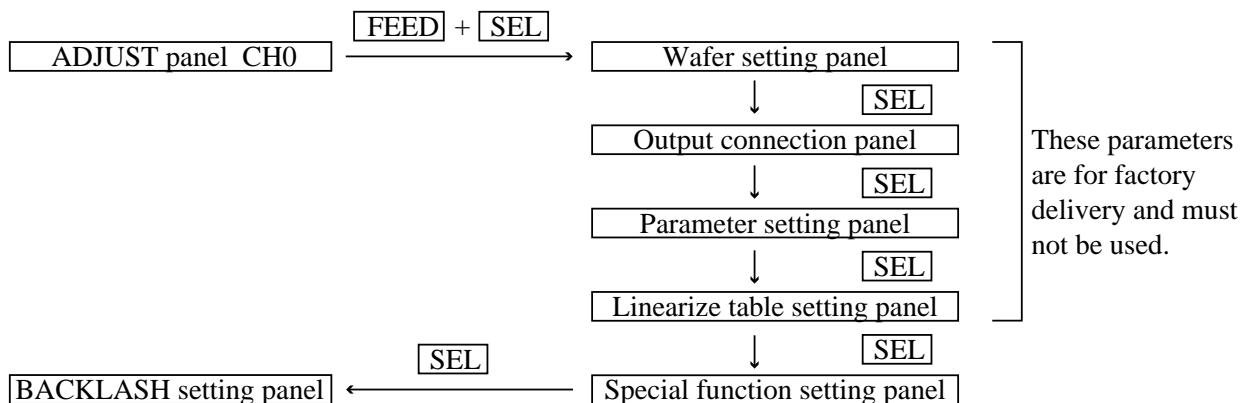 FEED + SEL
ADJUST panel CH0
Wafer setting panel
SEL
Output connection panel
SEL
Parameter setting panel
SEL
Linearize table setting panel
These parameters
are for factory
delivery and must
not be used.
SEL
SEL
BACKLASH setting panel
Special function setting panel